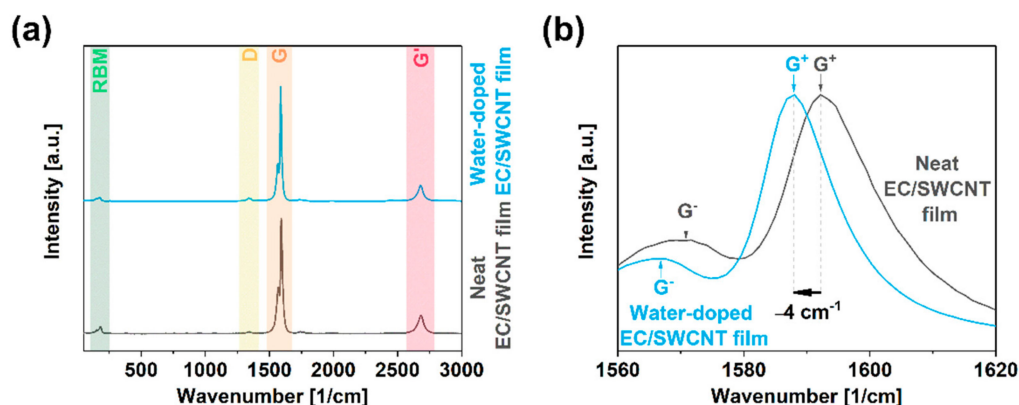 (a)
Intensity [a.u.]
RBM
D
G
G'
Water-doped
EC/SWCNT film
Neat
EC/SWCNT film
500
1000
1500
2000
2500
3000
Wavenumber [1/cm]
(b)
Intensity [a.u.]
G+
G+
Neat
EC/SWCNT
film
G-
G-
Water-doped
EC/SWCNT film
–4 cm-1
1560
1580
1600
1620
Wavenumber [1/cm]